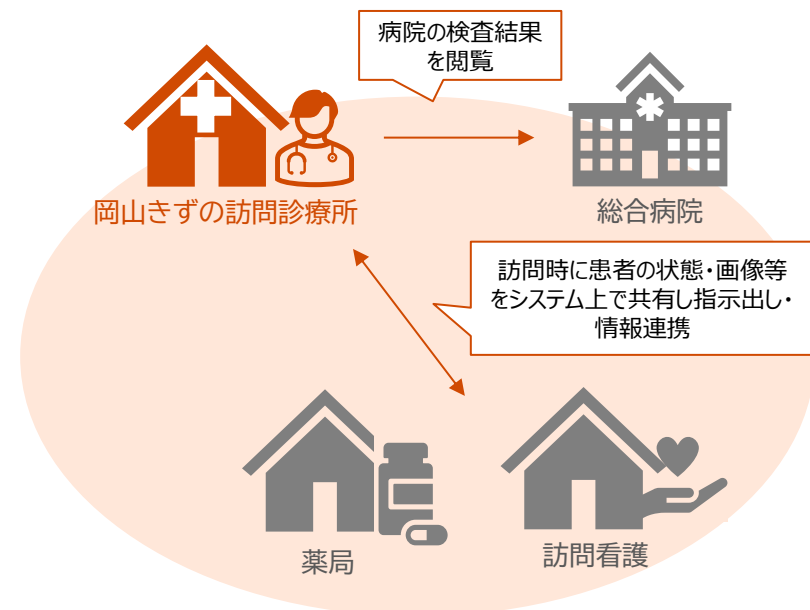 病院の検査結果
を閲覧
岡山きずの訪問診療所
総合病院
訪問時に患者の状態・画像等
をシステム上で共有し指示出し・
情報連携
薬局
訪問看護